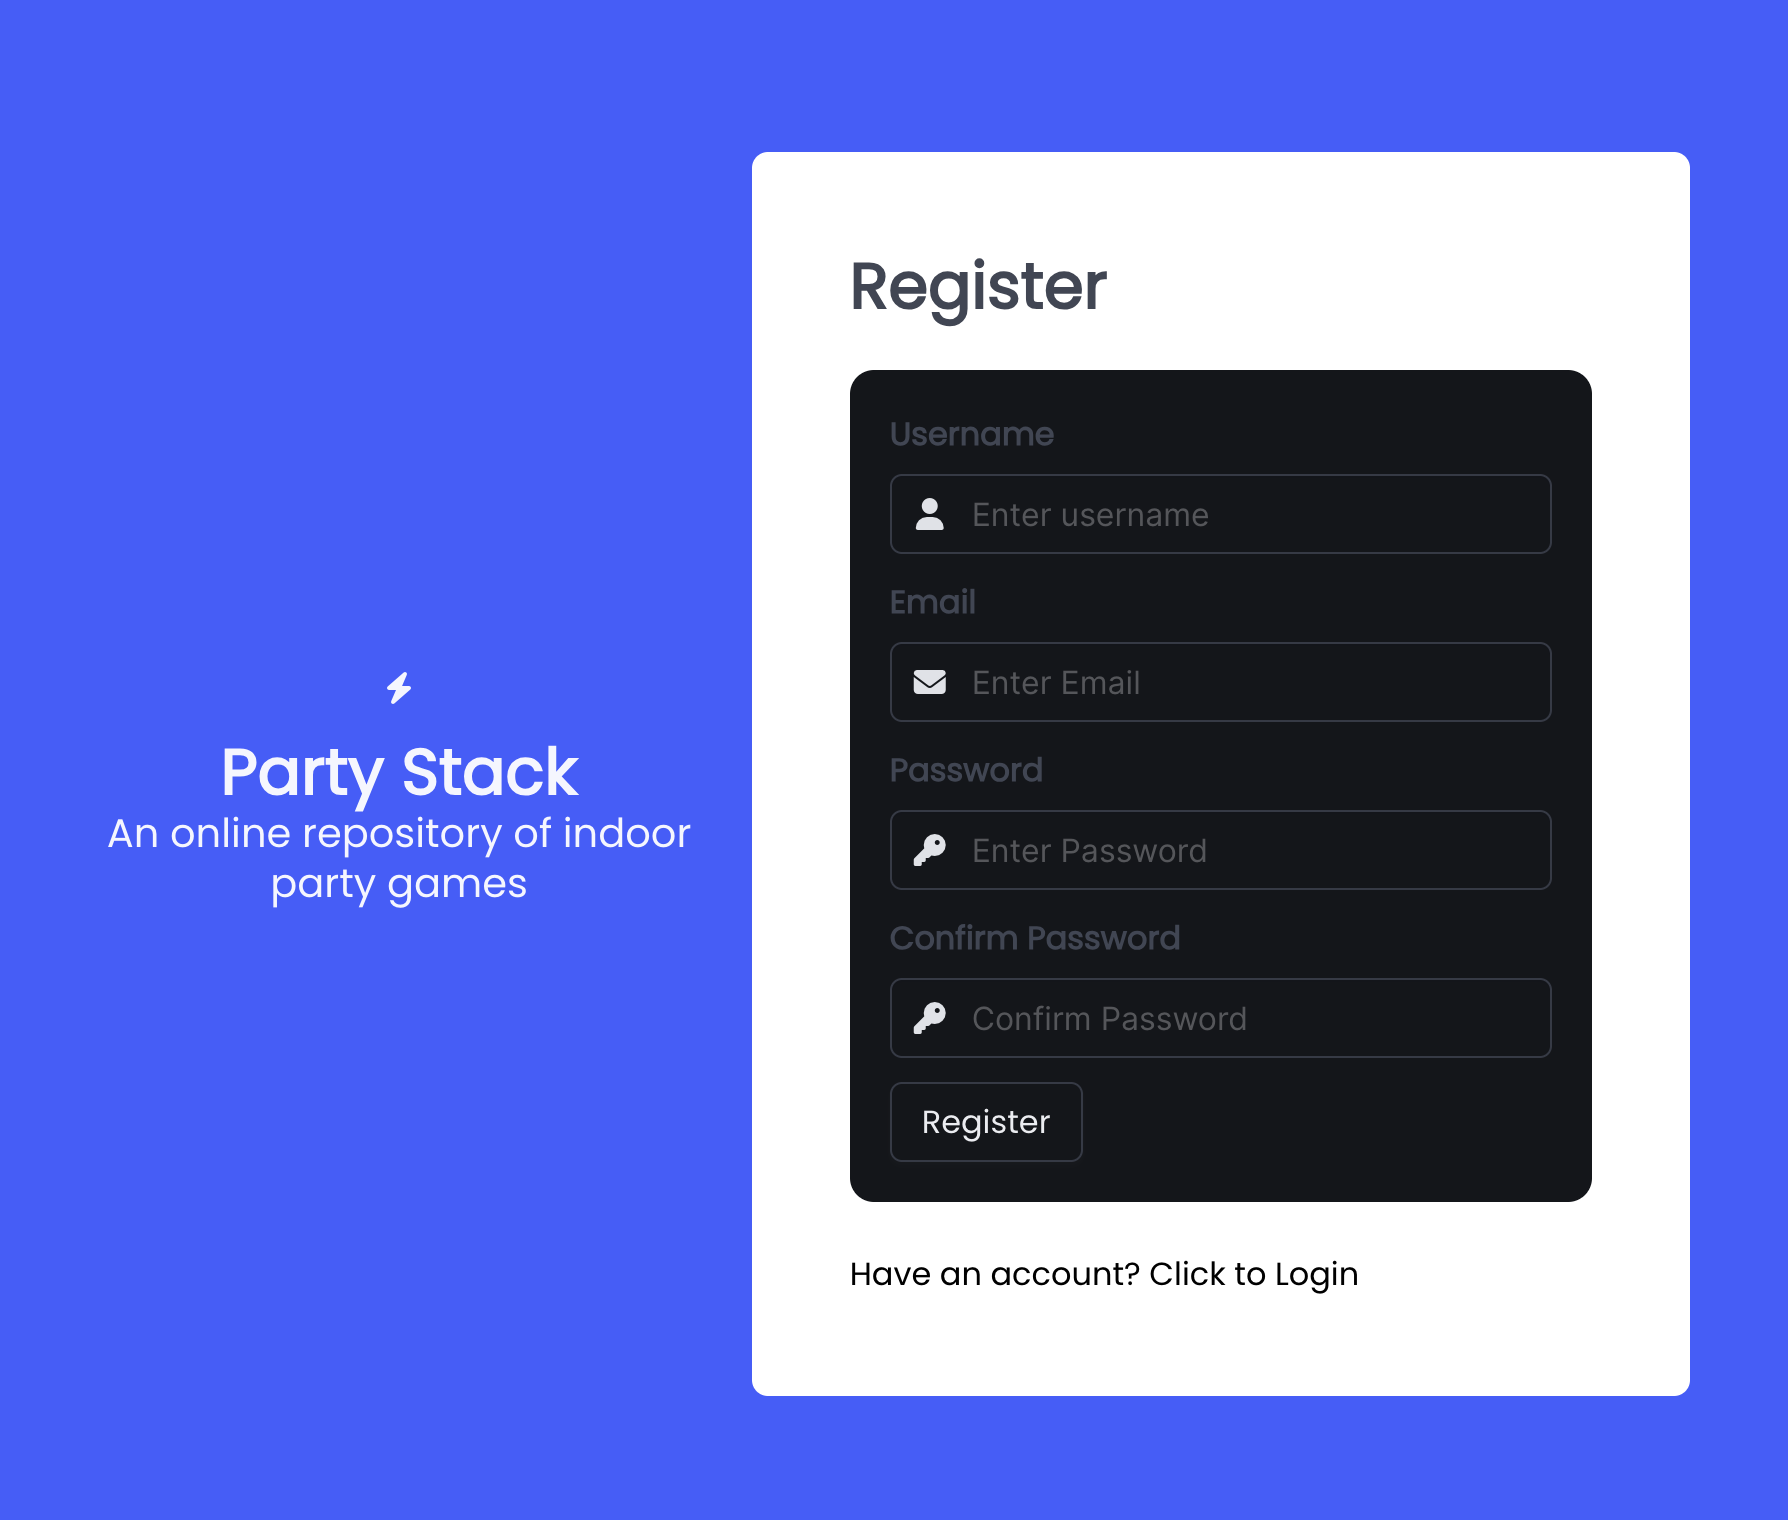 Party Stack
An online repository of indoor
party games
Register
Username
Enter username
Email
Enter Email
Password
Enter Password
Confirm Password
Confirm Password
Register
Have an account? Click to Login